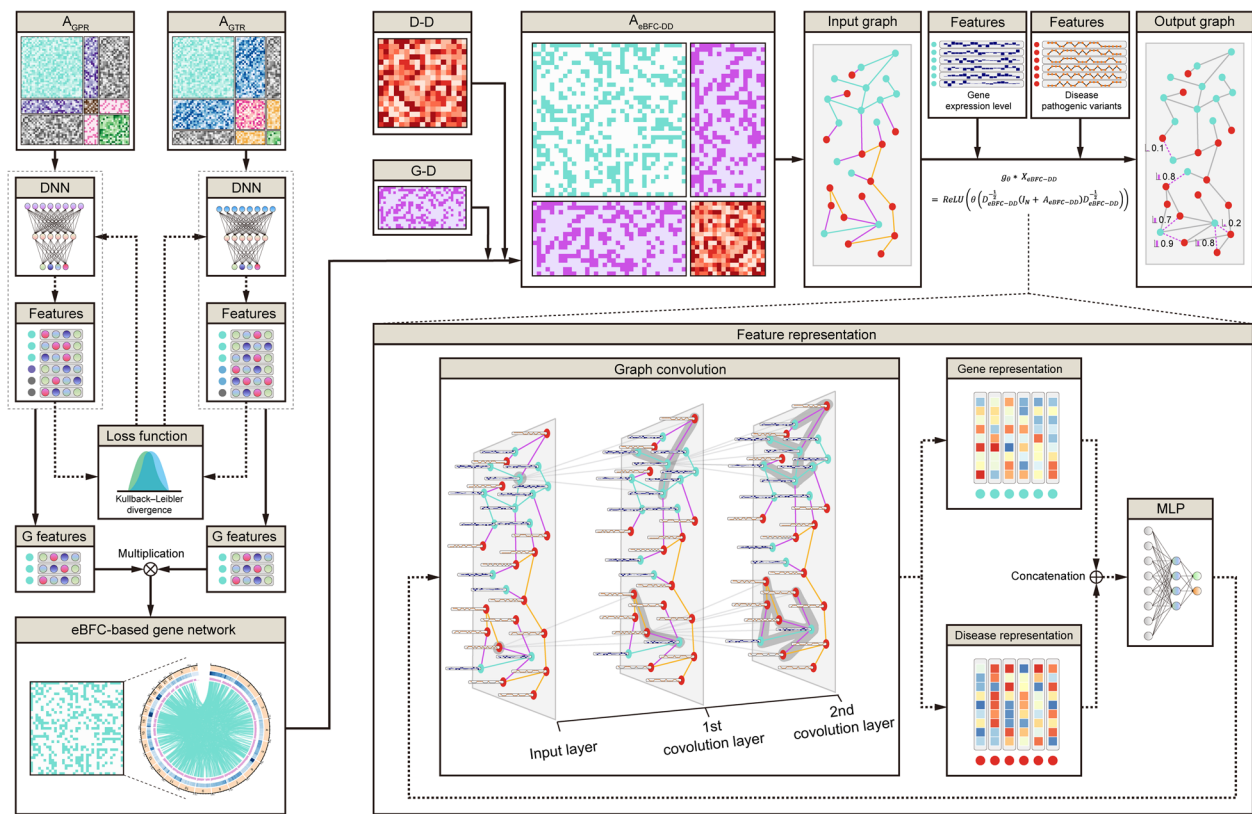 A_GPR
A_GTR
DNN
DNN
Features
Features
Loss function
Kullback–Leibler
divergence
G features
Multiplication
G features
eBFC-based gene network
D-D
G-D
A_eBFC-DD
Input graph
Features
Gene
expression level
Features
Disease
pathogenic variants
Output graph
0.1
0.8
0.7
0.2
0.9
0.8
g_θ * X_eBFC-DD
= ReLU(θ(D_eBFC-DD^{-1/2}(I_N + A_eBFC-DD)D_eBFC-DD^{-1/2}))
Feature representation
Graph convolution
Input layer
1st
covolution layer
2nd
covolution layer
Gene representation
Disease representation
Concatenation
MLP